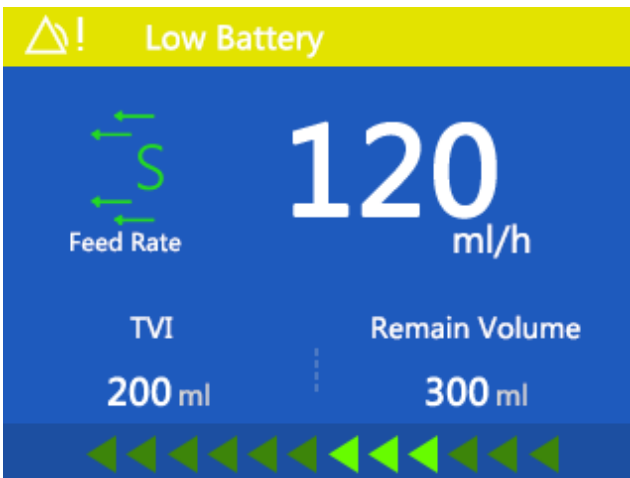 Low Battery
S
120
ml/h
Feed Rate
TVI
Remain Volume
200 ml
300 ml